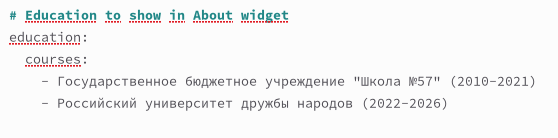 # Education to show in About widget
education:
courses:
- Государственное бюджетное учреждение "Школа №57" (2010-2021)
- Российский университет дружбы народов (2022-2026)